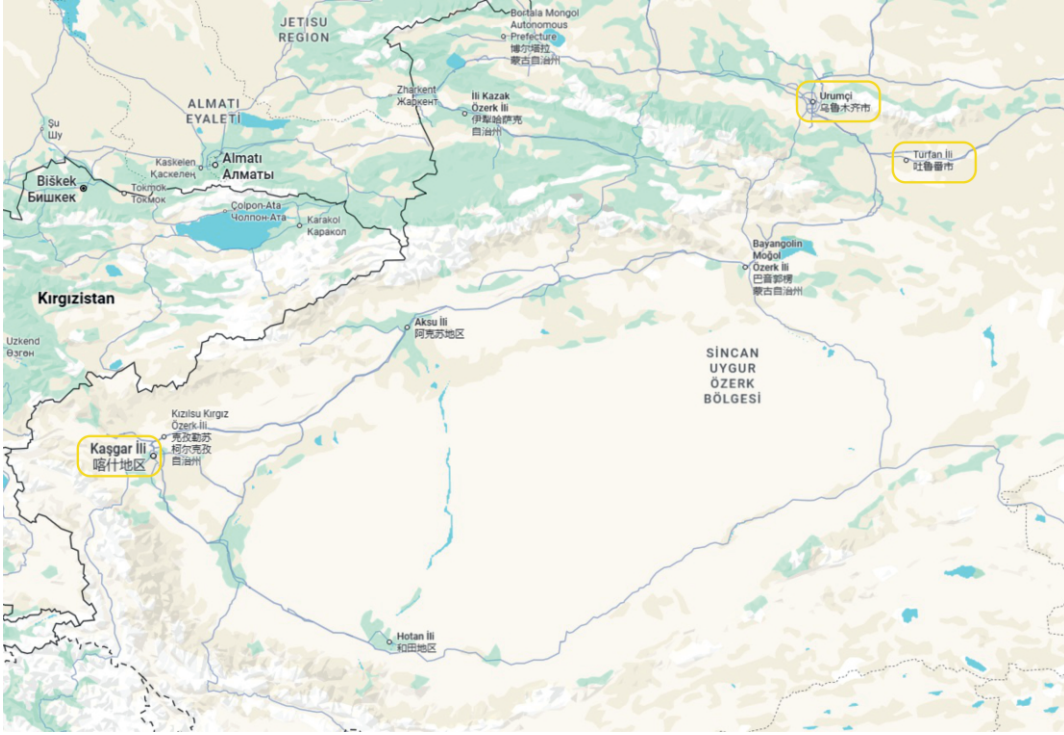 JETISU
REGION
Bortala Mongol
Autonomous
Prefecture
博尔塔拉
蒙古自治州
Zharkent
Жаркент
İli Kazak
Özerk İli
伊犁哈萨克
自治州
Urumçi
乌鲁木齐市
ALMATI
EYALETİ
Şu
Шу
Kaskelen
Қаскелең
Almatı
Алматы
Turfan İli
吐鲁番市
Bişkek
Бишкек
Tokmok
Токмок
Çolpon-Ata
Чолпон-Ата
Karakol
Каракол
Bayangolin
Moğol
Özerk İli
巴音郭楞
蒙古自治州
Kırgızistan
Uzkend
Өзгөн
Aksu İli
阿克苏地区
SİNCAN
UYGUR
ÖZERK
BÖLGESİ
Kızılsu Kırgız
Özerk İli
克孜勒苏
柯尔克孜
自治州
Kaşgar İli
喀什地区
Hotan İli
和田地区